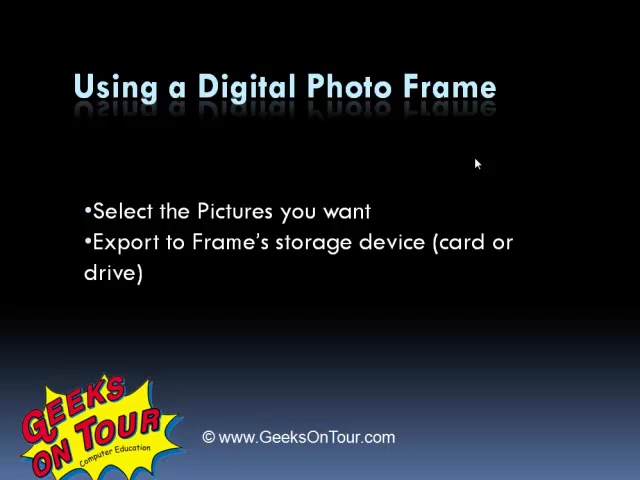 Using a Digital Photo Frame
•Select the Pictures you want
•Export to Frame's storage device (card or
drive)
GEEKS
ON TOUR
Computer Education
© www.GeeksOnTour.com